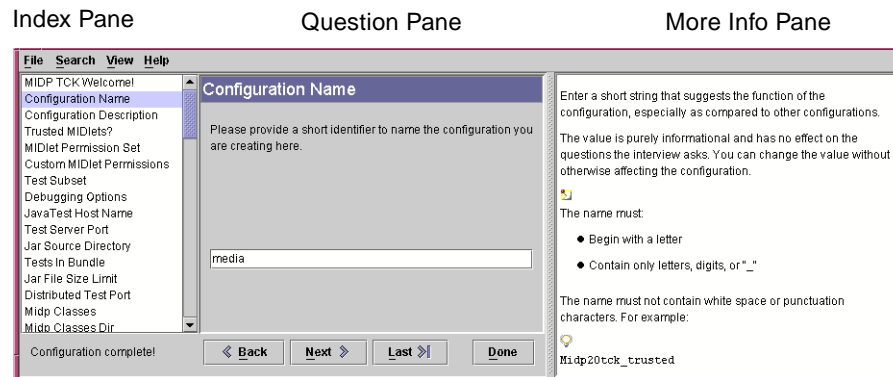 Index Pane
Question Pane
More Info Pane
File Search View Help
MIDP TCK Welcome!
Configuration Name
Configuration Description
Trusted MIDlets?
MIDlet Permission Set
Custom MIDlet Permissions
Test Subset
Debugging Options
JavaTest Host Name
Test Server Port
Jar Source Directory
Tests In Bundle
Jar File Size Limit
Distributed Test Port
Midp Classes
Midp Classes Dir
Configuration complete!
Configuration Name
Please provide a short identifier to name the configuration you
are creating here.
media
Back
Next
Last
Done
Enter a short string that suggests the function of the
configuration, especially as compared to other configurations.
The value is purely informational and has no effect on the
questions the interview asks. You can change the value without
otherwise affecting the configuration.
The name must:
• Begin with a letter
• Contain only letters, digits, or "_"
The name must not contain white space or punctuation
characters. For example:
Midp20tck_trusted